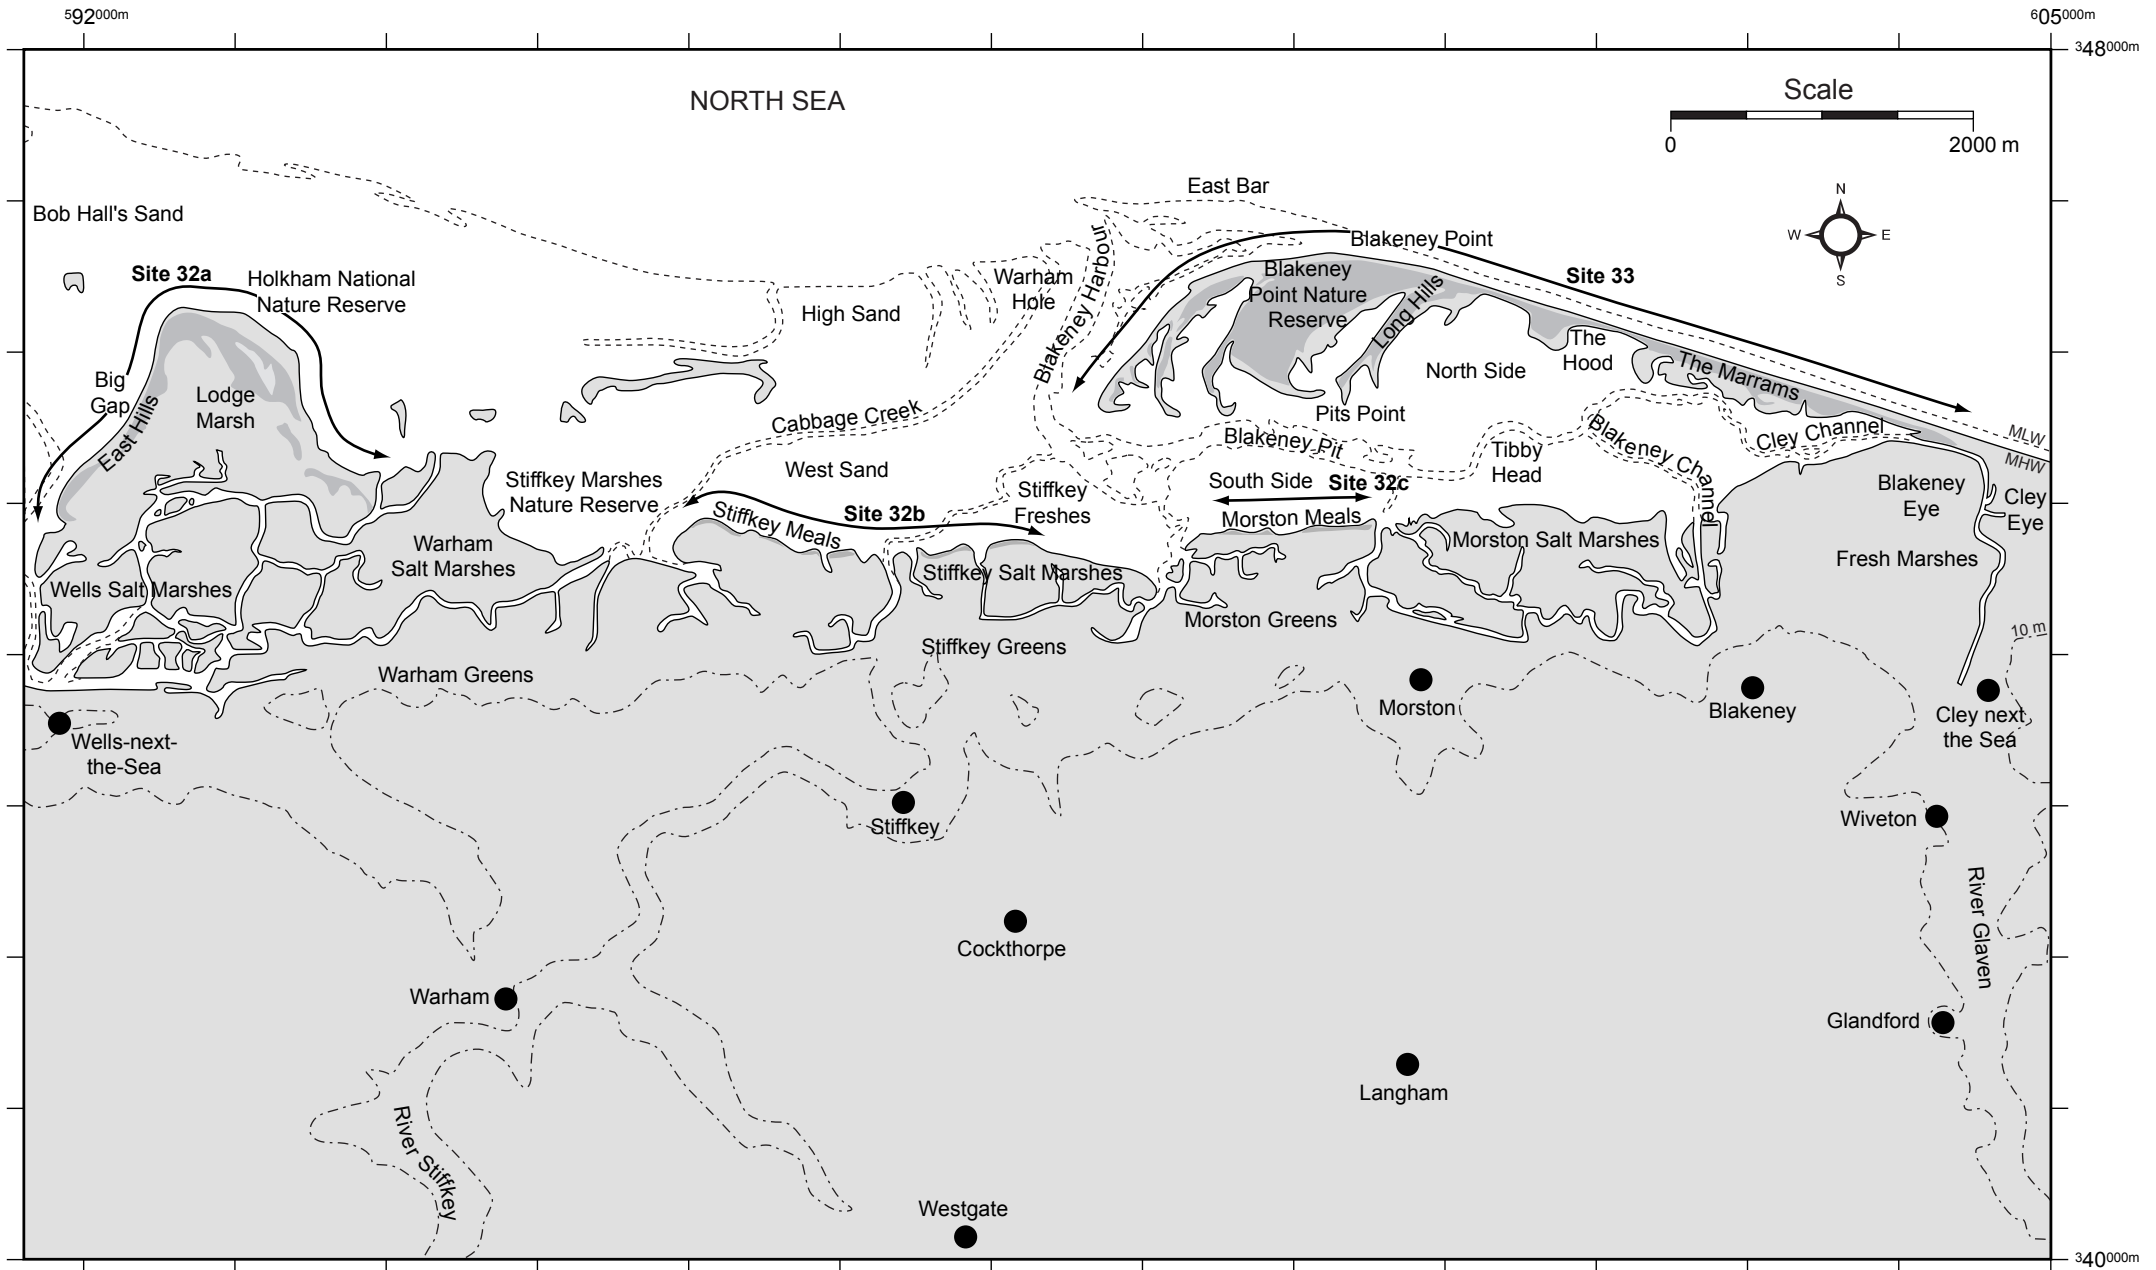 592000m
605000m
348000m
NORTH SEA
Scale
0
2000 m
N
W
E
S
East Bar
Bob Hall's Sand
Site 32a
Holkham National
Nature Reserve
Warham
Hole
High Sand
Blakeney Harbour
Blakeney Point
Blakeney
Point Nature
Reserve
Long Hills
Site 33
The
Hood
North Side
The Marrams
Big
Gap
Lodge
Marsh
East Hills
Cabbage Creek
Pits Point
Blakeney Pit
Blakeney Channel
Cley Channel
MLW
MHW
West Sand
Tibby
Head
Stiffkey Marshes
Nature Reserve
Stiffkey
Freshes
South Side
Site 32c
Blakeney
Eye
Cley
Eye
Stiffkey Meals
Site 32b
Morston Meals
Morston Salt Marshes
Fresh Marshes
Warham
Salt Marshes
Wells Salt Marshes
Stiffkey Salt Marshes
Morston Greens
10 m
Stiffkey Greens
Warham Greens
Morston
Blakeney
Cley next
the Sea
Wells-next-
the-Sea
Stiffkey
Wiveton
River Glaven
Cockthorpe
Warham
Glandford
Langham
River Stiffkey
Westgate
340000m